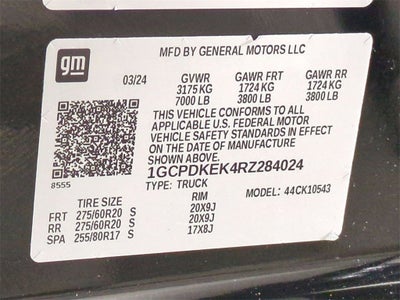 gm
MFD BY GENERAL MOTORS LLC
03/24 GVWR GAWR FRT GAWR RR
3175 KG 1724 KG 1724 KG
7000 LB 3800 LB 3800 LB
THIS VEHICLE CONFORMS TO ALL
APPLICABLE U.S. FEDERAL MOTOR
VEHICLE SAFETY STANDARDS IN EFFECT
ON THE DATE OF MANUFACTURE
SHOWN ABOVE.
8555
1GCPDKEK4RZ284024
TYPE: TRUCK MODEL: 44CK10543
TIRE SIZE RIM
FRT 275/60R20 S 20X9J
RR 275/60R20 S 20X9J
SPA 255/80R17 S 17X8J